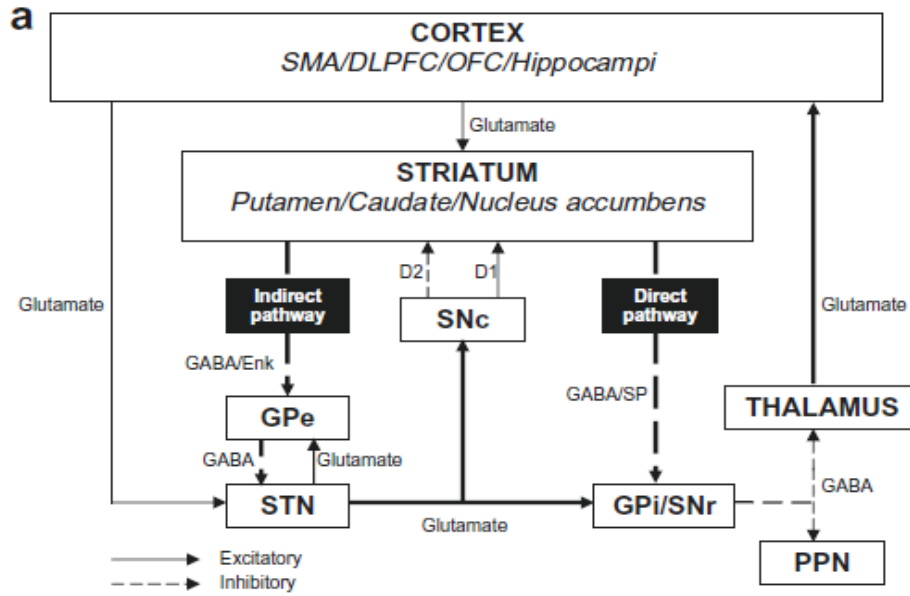 a
CORTEX
SMA/DLPFC/OFC/Hippocampi
Glutamate
STRIATUM
Putamen/Caudate/Nucleus accumbens
D2
D1
Glutamate
Indirect
pathway
SNc
Direct
pathway
Glutamate
GABA/Enk
GABA/SP
THALAMUS
GPe
GABA
Glutamate
GABA
STN
GPi/SNr
Glutamate
PPN
Excitatory
Inhibitory